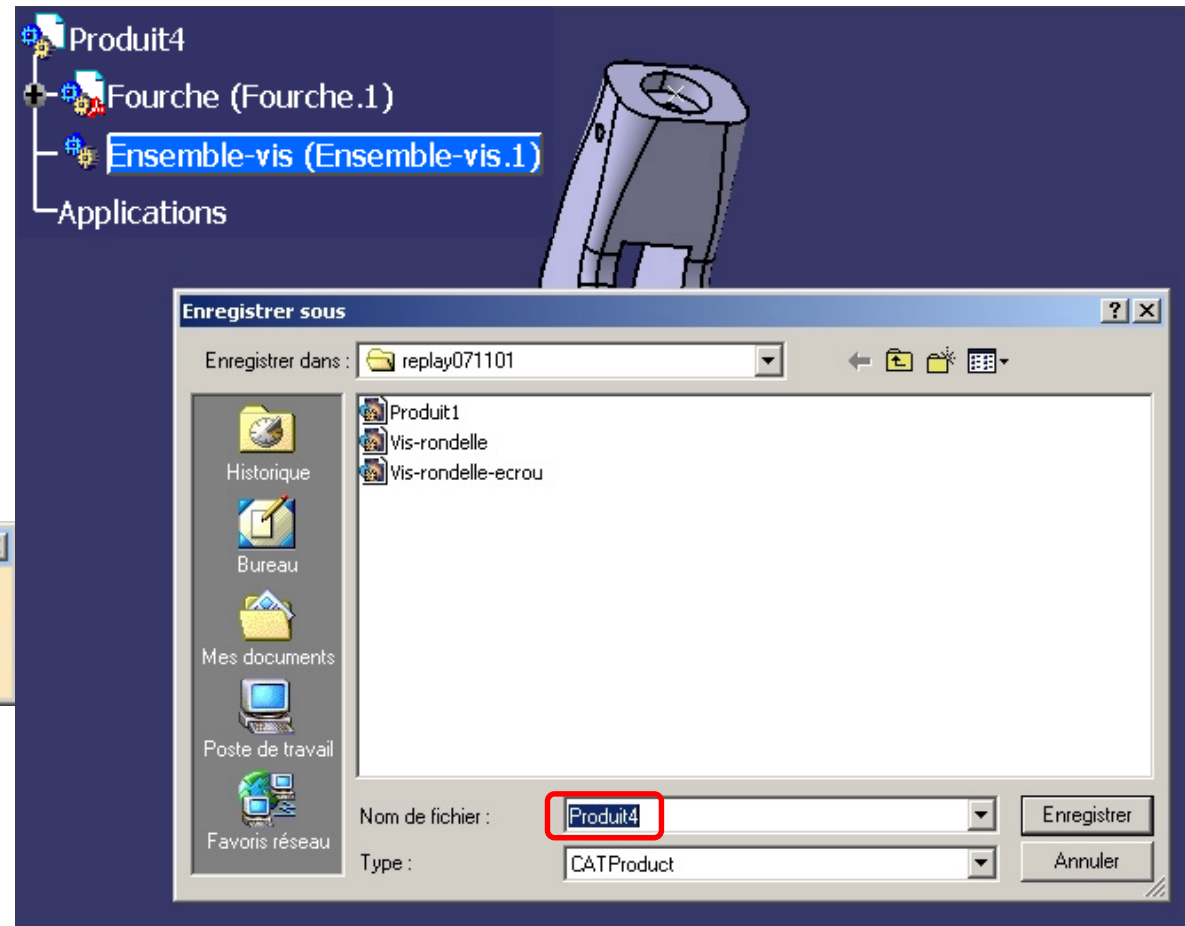 Produit4
Fourche (Fourche.1)
Ensemble-vis (Ensemble-vis.1)
Applications
Enregistrer sous
Enregistrer dans :
replay071101
Produit1
Vis-rondelle
Vis-rondelle-ecrou
Historique
Bureau
Mes documents
Poste de travail
Favoris réseau
Nom de fichier :
Produit4
Enregistrer
Type :
CATProduct
Annuler